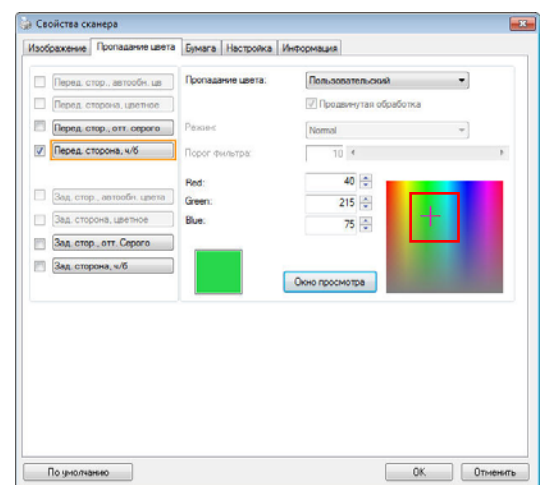 Свойства сканера
Изображение Пропадание цвета Бумага Настройка Информация
Перед. стор., автообн. цв
Перед. сторона, цветное
Перед. стор., отт. серого
Перед. сторона, ч/б
Зад. стор., автообн. цвета
Зад. сторона, цветное
Зад. стор., отт. Серого
Зад. сторона, ч/б
Пропадание цвета: Пользовательский
Продвинутая обработка
Режим: Normal
Порог фильтра: 10
Red: 40
Green: 215
Blue: 75
Окно просмотра
По умолчанию OK Отменить